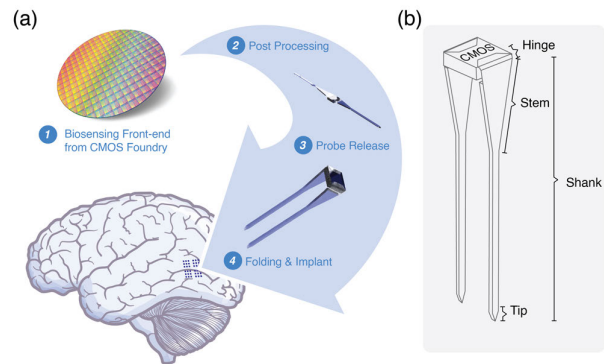 (a)
2 Post Processing
1 Biosensing Front-end
from CMOS Foundry
3 Probe Release
4 Folding & Implant
(b)
CMOS
Hinge
Stem
Shank
Tip